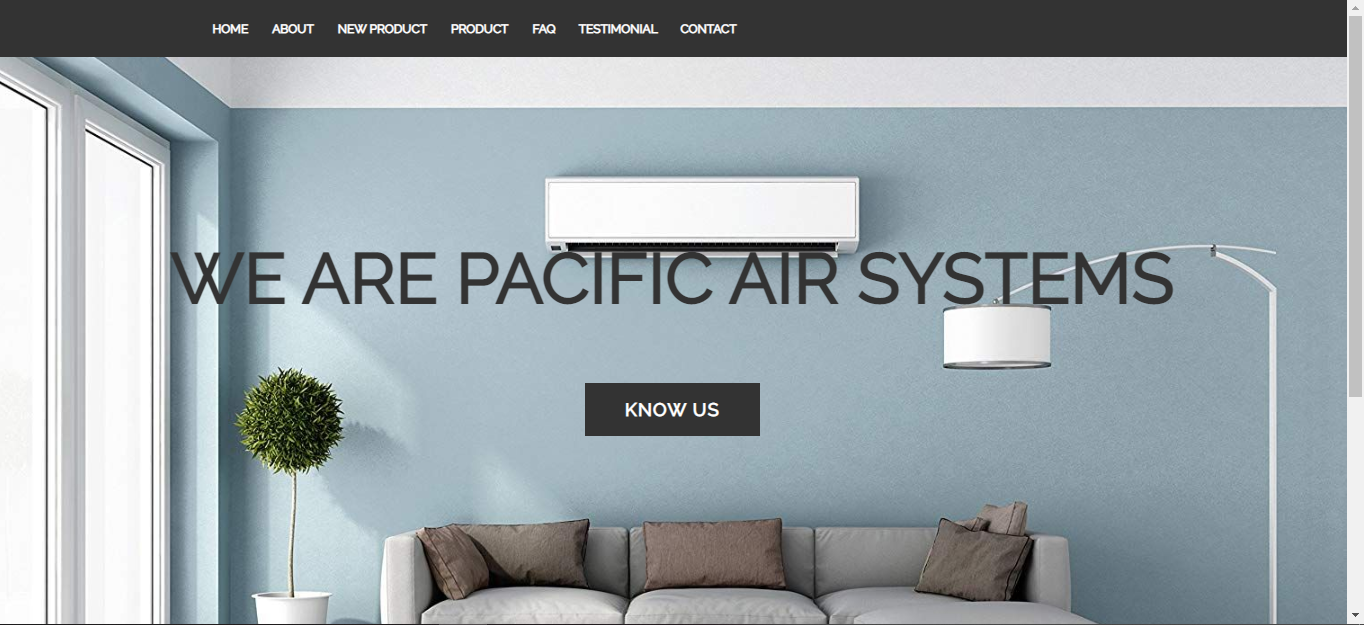 HOME ABOUT NEW PRODUCT PRODUCT FAQ TESTIMONIAL CONTACT
WE ARE PACIFIC AIR SYSTEMS
KNOW US